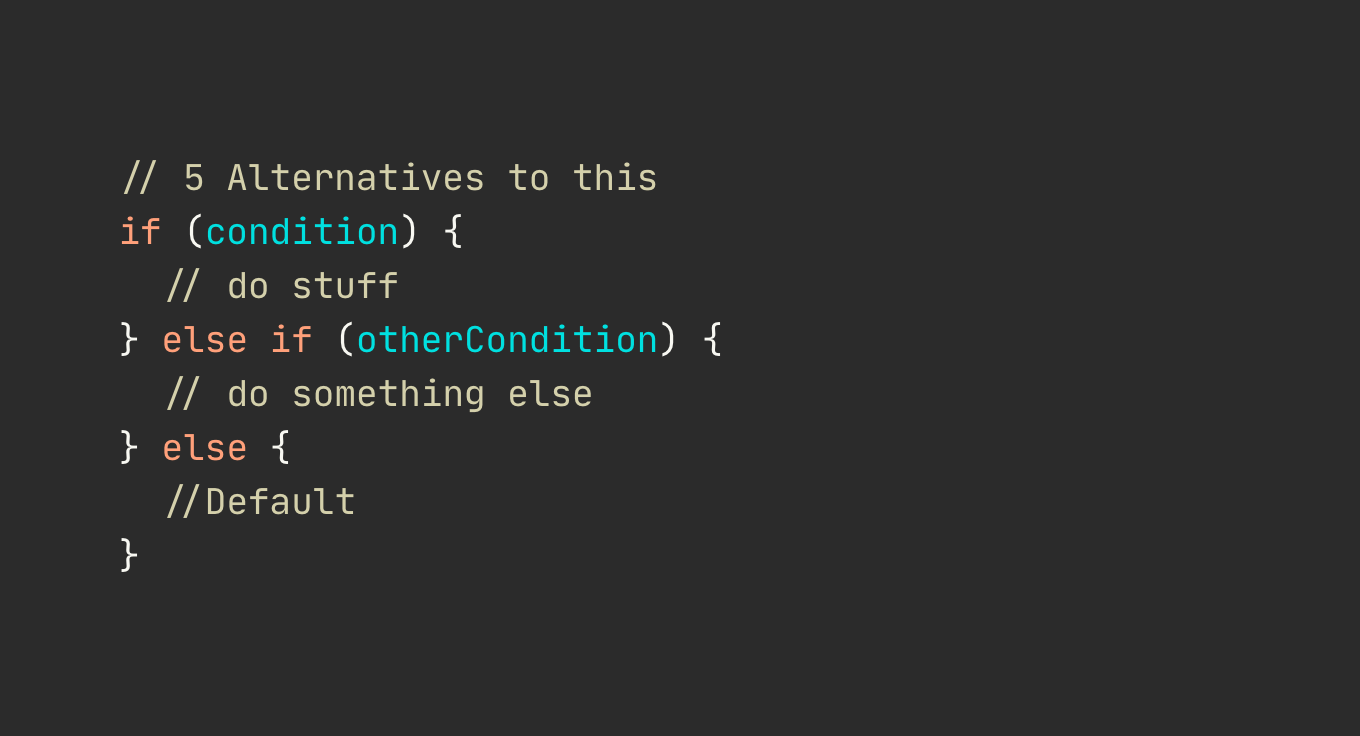 // 5 Alternatives to this
if (condition) {
  // do stuff
} else if (otherCondition) {
  // do something else
} else {
  //Default
}